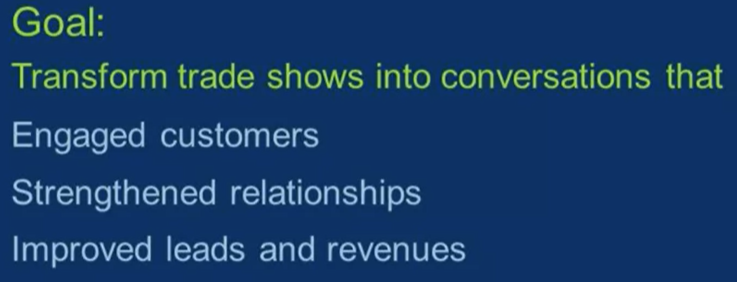 Goal:
Transform trade shows into conversations that
Engaged customers
Strengthened relationships
Improved leads and revenues